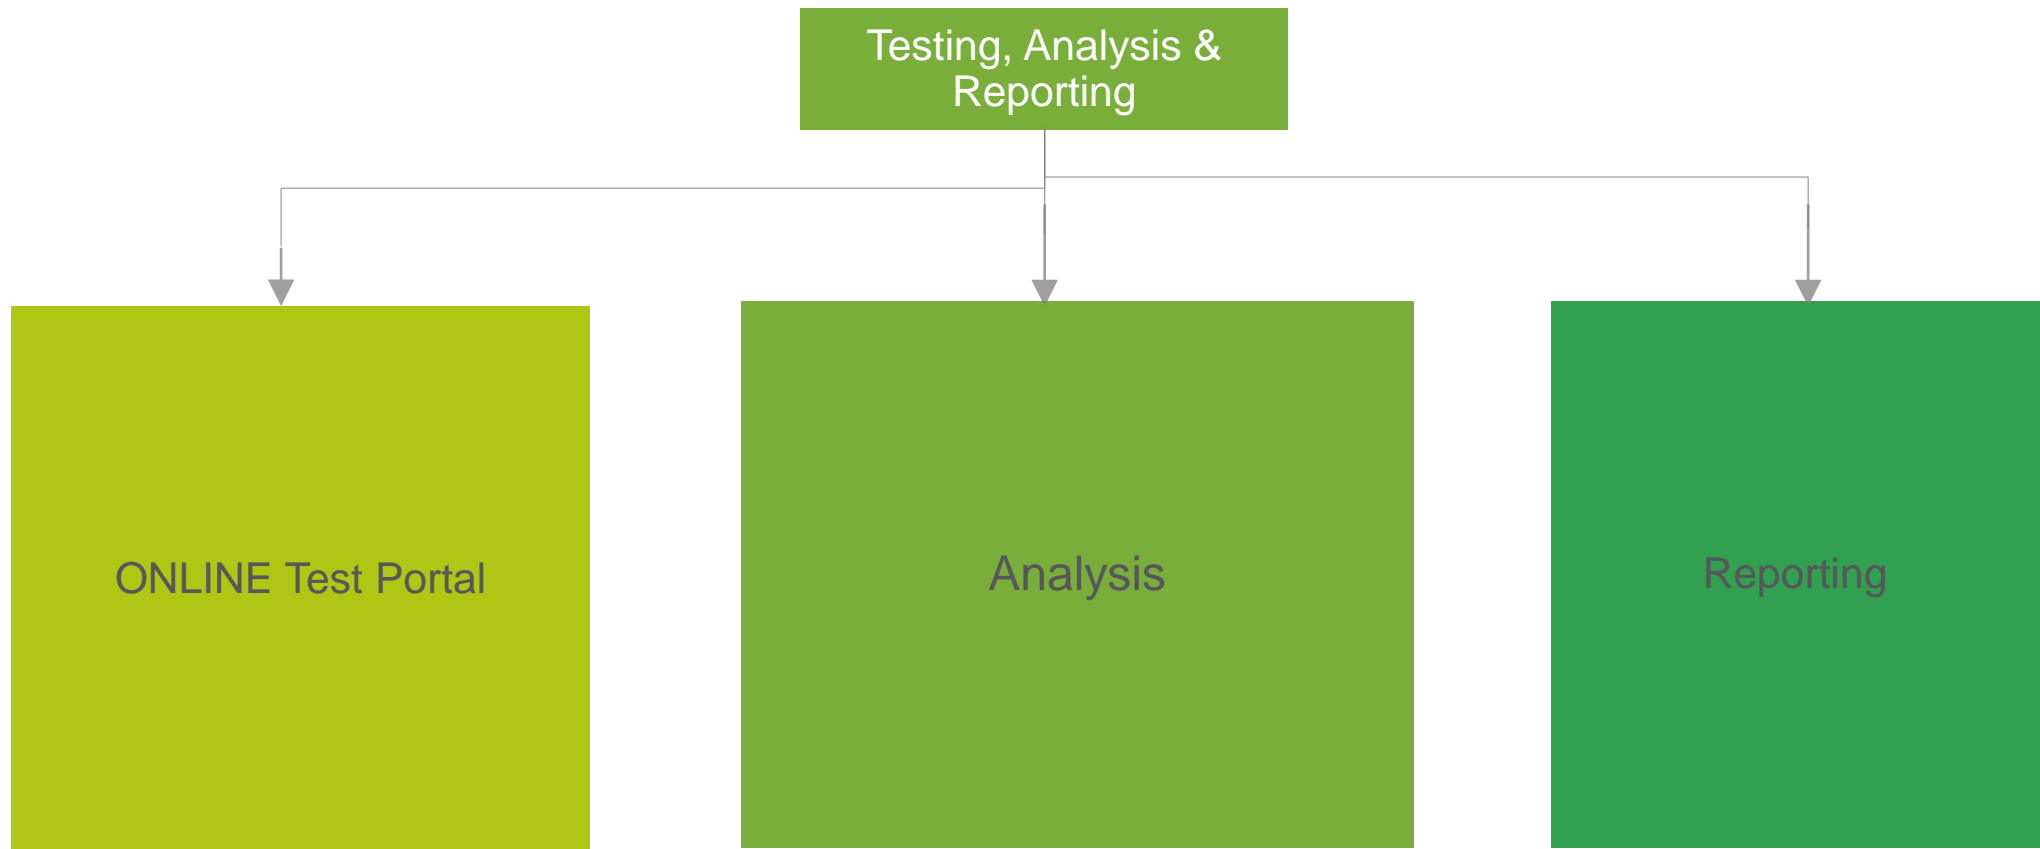 Testing, Analysis &
Reporting
ONLINE Test Portal
Analysis
Reporting